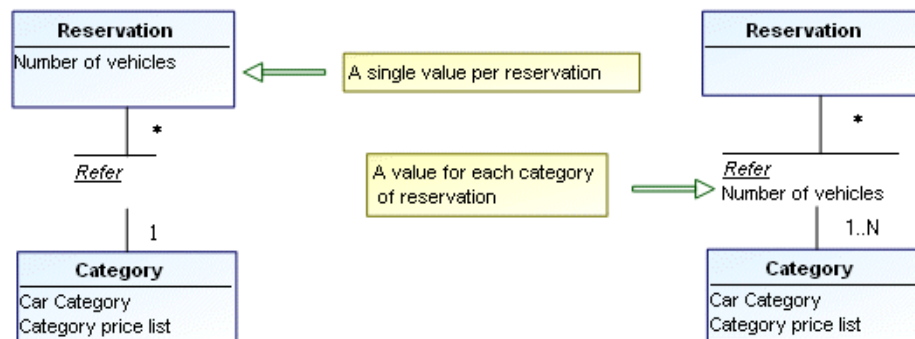 Reservation
Number of vehicles
*
Refer
1
Category
Car Category
Category price list
A single value per reservation
A value for each category
of reservation
Reservation
*
Refer
Number of vehicles
1..N
Category
Car Category
Category price list